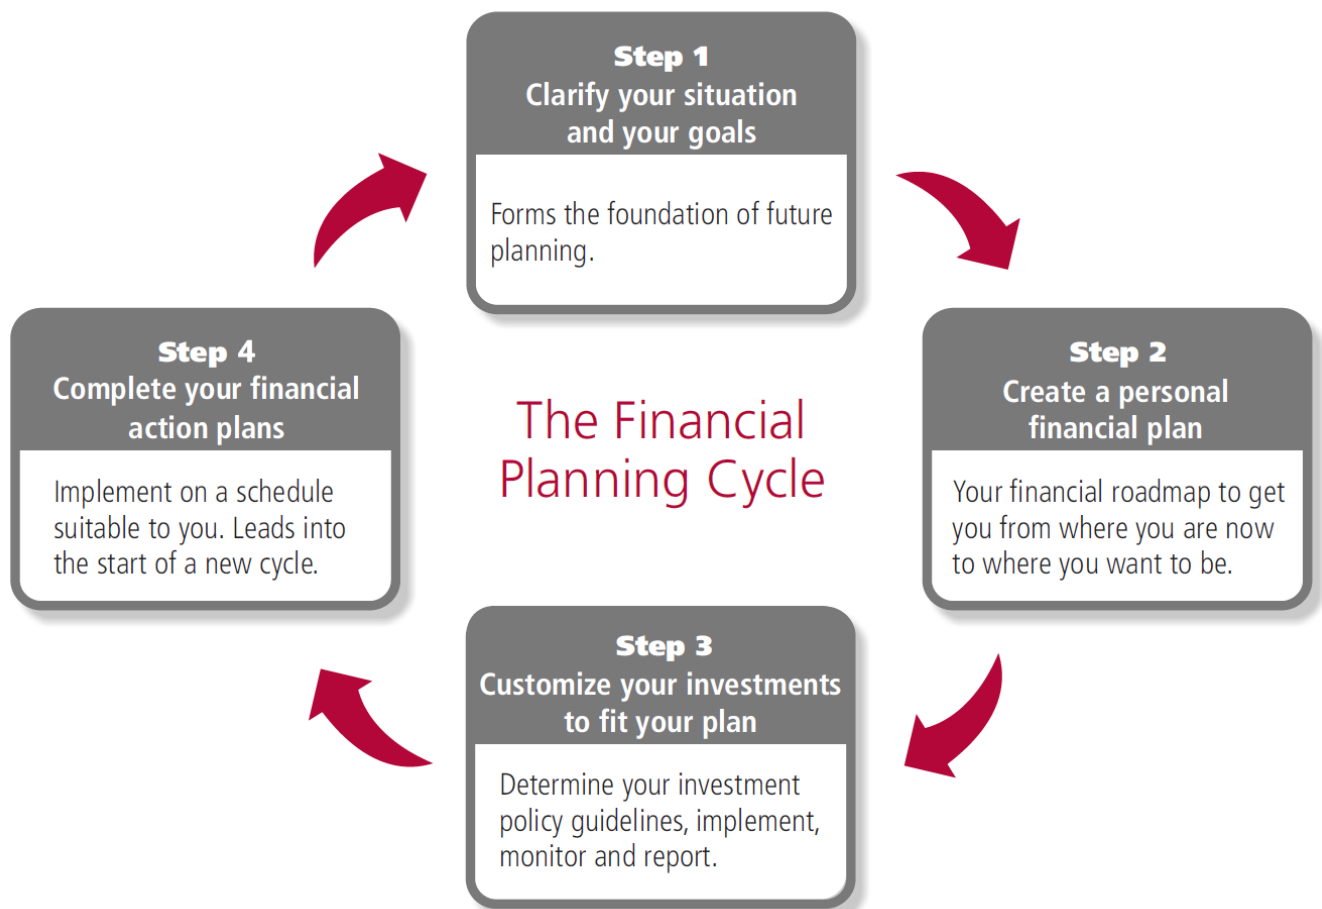 Step 1
Clarify your situation
and your goals
Forms the foundation of future
planning.
Step 4
Complete your financial
action plans
Implement on a schedule
suitable to you. Leads into
the start of a new cycle.
The Financial
Planning Cycle
Step 2
Create a personal
financial plan
Your financial roadmap to get
you from where you are now
to where you want to be.
Step 3
Customize your investments
to fit your plan
Determine your investment
policy guidelines, implement,
monitor and report.